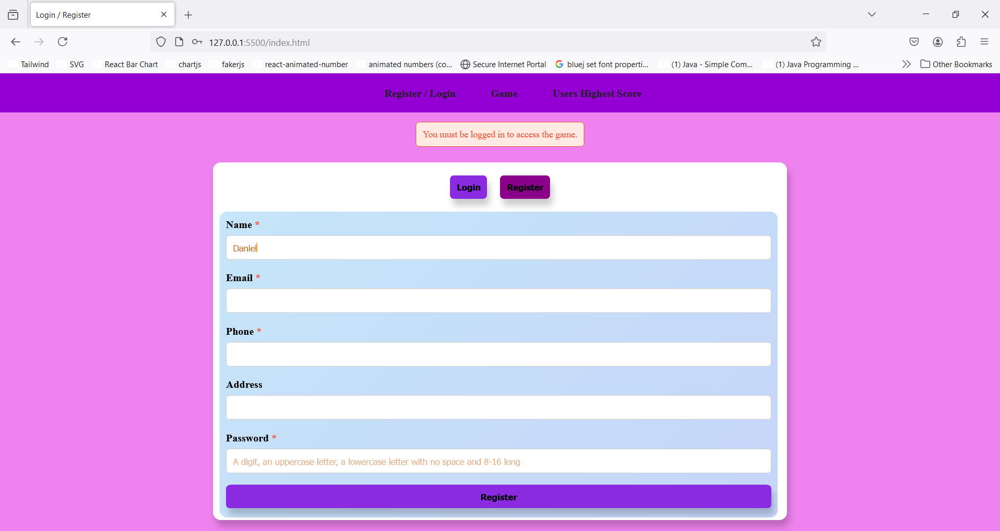 Login / Register
127.0.0.1:5500/index.html
Tailwind SVG React Bar Chart chartjs fakerjs react-animated-number animated numbers (co... Secure Internet Portal bluej set font properti... (1) Java - Simple Com... (1) Java Programming ... Other Bookmarks
Register / Login Game Users Highest Score
You must be logged in to access the game.
Login Register
Name *
Daniel
Email *
Phone *
Address
Password *
A digit, an uppercase letter, a lowercase letter with no space and 8-16 long
Register